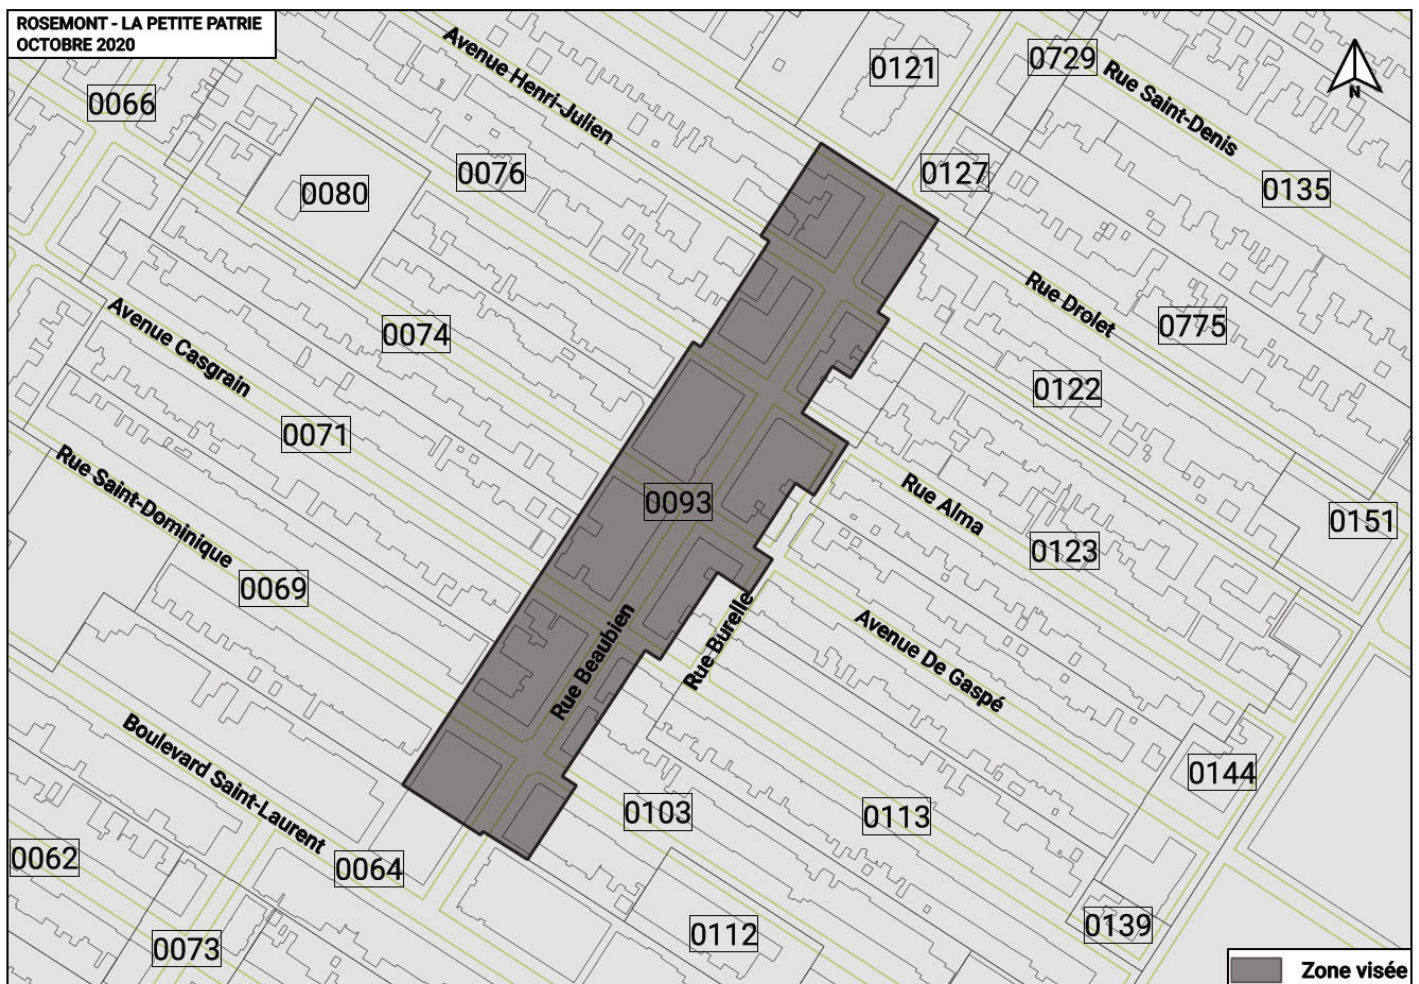 ROSEMONT - LA PETITE PATRIE
OCTOBRE 2020
Avenue Henri-Julien
0121
0729
Rue Saint-Denis
N
0066
0076
0080
0127
0135
Avenue Casgrain
0074
Rue Drolet
0775
0071
0122
Rue Saint-Dominique
0093
Rue Alma
0151
0123
0069
Rue Beaubien
Rue Burelle
Avenue De Gaspé
Boulevard Saint-Laurent
0144
0103
0113
0062
0064
0073
0112
0139
Zone visée